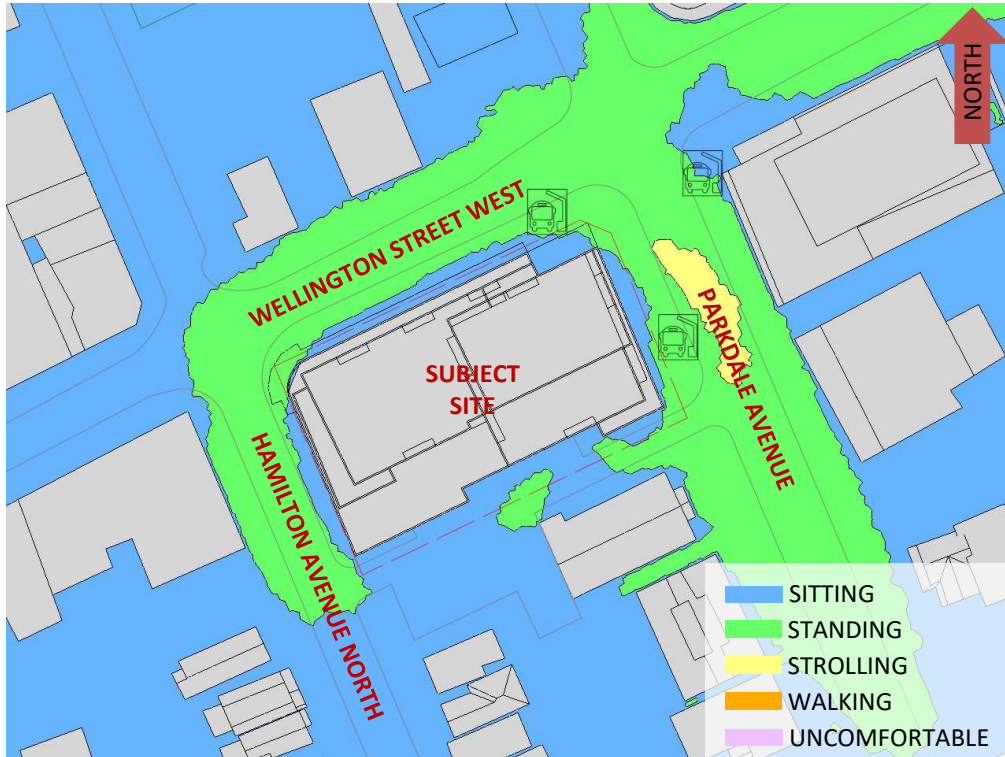 NORTH
WELLINGTON STREET WEST
PARKDALE AVENUE
SUBJECT
SITE
HAMILTON AVENUE NORTH
SITTING
STANDING
STROLLING
WALKING
UNCOMFORTABLE